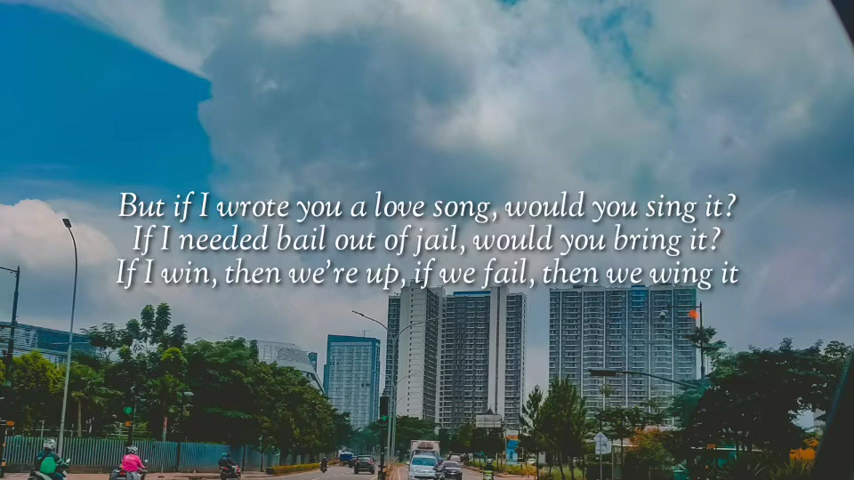 But if I wrote you a love song, would you sing it?
If I needed bail out of jail, would you bring it?
If I win, then we're up, if we fail, then we wing it